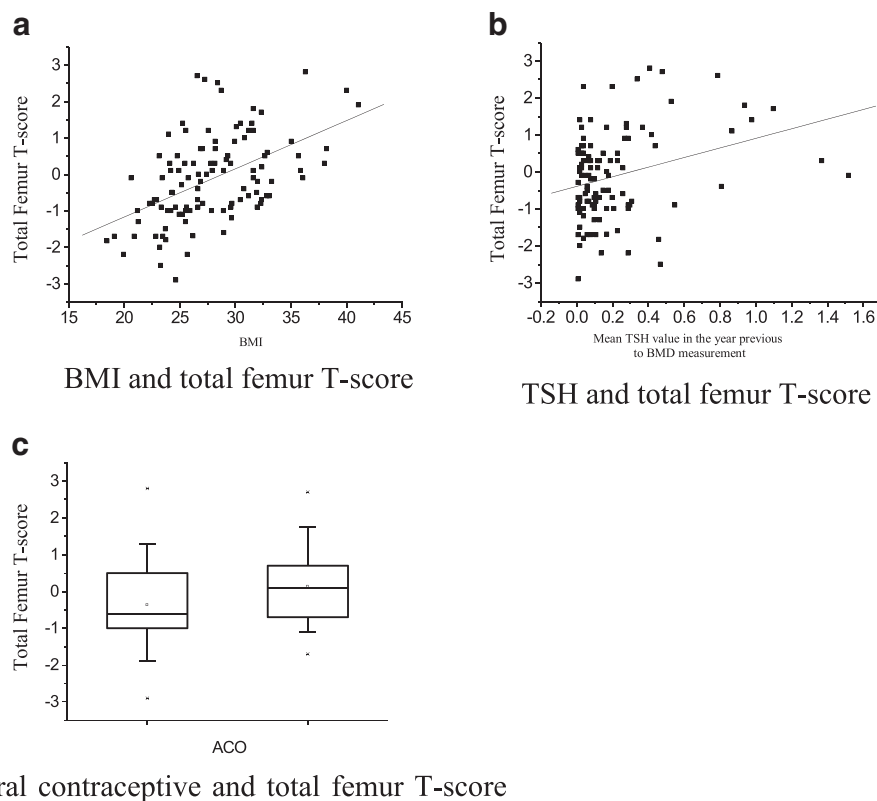 a
3
2
1
0
-1
-2
-3
Total Femur T-score
15 20 25 30 35 40 45
BMI
BMI and total femur T-score
b
3
2
1
0
-1
-2
-3
Total Femur T-score
-0.2 0.0 0.2 0.4 0.6 0.8 1.0 1.2 1.4 1.6
Mean TSH value in the year previous
to BMD measurement
TSH and total femur T-score
c
3
2
1
0
-1
-2
-3
Total Femur T-score
ACO
ral contraceptive and total femur T-score